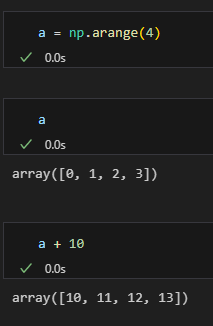 a = np.arange(4)
0.0s
a
0.0s
array([0, 1, 2, 3])
a + 10
0.0s
array([10, 11, 12, 13])